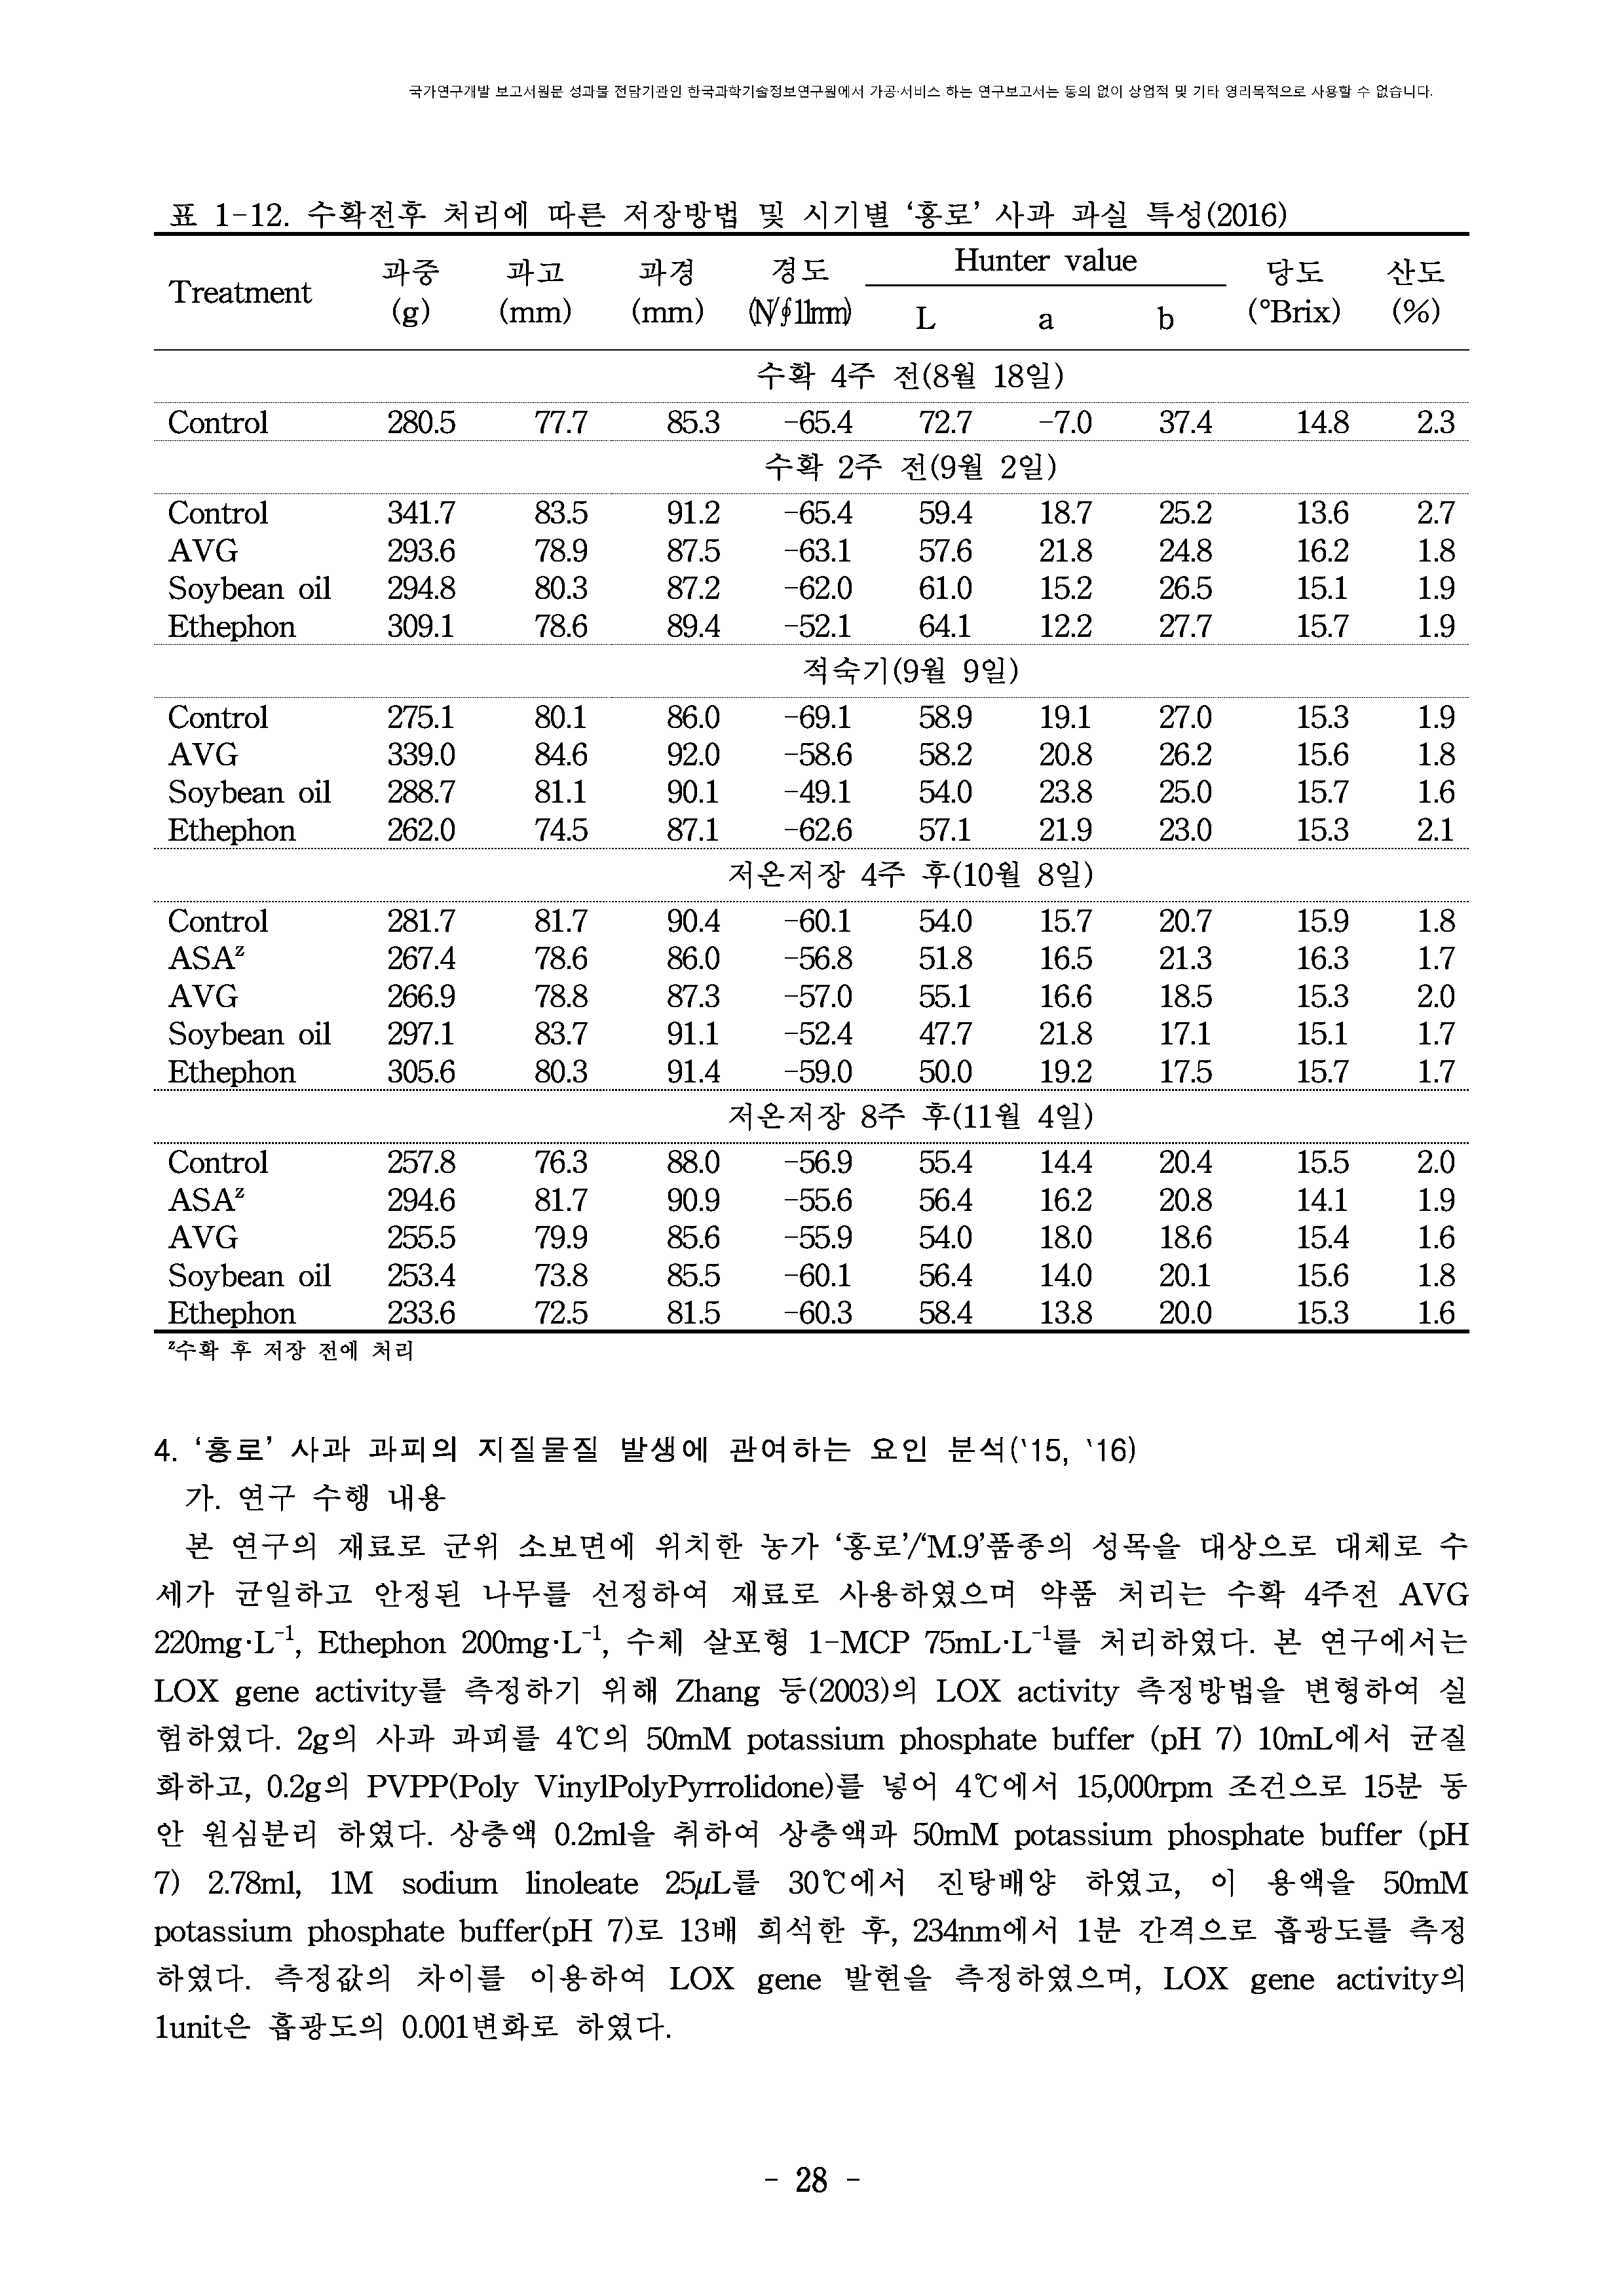 국가연구개발 보고서원문 성과물 전담기관인 한국과학기술정보연구원에서 가공·서비스 하는 연구보고서는 동의 없이 상업적 및 기타 영리목적으로 사용할 수 없습니다.
표 1-12. 수확전후 처리에 따른 저장방법 및 시기별 ‘홍로’ 사과 과실 특성(2016)
Treatment 과중 (g) 과고 (mm) 과경 (mm) 경도 (N/∮11mm) Hunter value L a b 당도 (°Brix) 산도 (%)
수확 4주 전(8월 18일)
Control 280.5 77.7 85.3 -65.4 72.7 -7.0 37.4 14.8 2.3
수확 2주 전(9월 2일)
Control 341.7 83.5 91.2 -65.4 59.4 18.7 25.2 13.6 2.7
AVG 293.6 78.9 87.5 -63.1 57.6 21.8 24.8 16.2 1.8
Soybean oil 294.8 80.3 87.2 -62.0 61.0 15.2 26.5 15.1 1.9
Ethephon 309.1 78.6 89.4 -52.1 64.1 12.2 27.7 15.7 1.9
적숙기(9월 9일)
Control 275.1 80.1 86.0 -69.1 58.9 19.1 27.0 15.3 1.9
AVG 339.0 84.6 92.0 -58.6 58.2 20.8 26.2 15.6 1.8
Soybean oil 288.7 81.1 90.1 -49.1 54.0 23.8 25.0 15.7 1.6
Ethephon 262.0 74.5 87.1 -62.6 57.1 21.9 23.0 15.3 2.1
저온저장 4주 후(10월 8일)
Control 281.7 81.7 90.4 -60.1 54.0 15.7 20.7 15.9 1.8
ASAᶻ 267.4 78.6 86.0 -56.8 51.8 16.5 21.3 16.3 1.7
AVG 266.9 78.8 87.3 -57.0 55.1 16.6 18.5 15.3 2.0
Soybean oil 297.1 83.7 91.1 -52.4 47.7 21.8 17.1 15.1 1.7
Ethephon 305.6 80.3 91.4 -59.0 50.0 19.2 17.5 15.7 1.7
저온저장 8주 후(11월 4일)
Control 257.8 76.3 88.0 -56.9 55.4 14.4 20.4 15.5 2.0
ASAᶻ 294.6 81.7 90.9 -55.6 56.4 16.2 20.8 14.1 1.9
AVG 255.5 79.9 85.6 -55.9 54.0 18.0 18.6 15.4 1.6
Soybean oil 253.4 73.8 85.5 -60.1 56.4 14.0 20.1 15.6 1.8
Ethephon 233.6 72.5 81.5 -60.3 58.4 13.8 20.0 15.3 1.6
ᶻ수확 후 저장 전에 처리
4. ‘홍로’ 사과 과피의 지질물질 발생에 관여하는 요인 분석(‵15, ‵16)
가. 연구 수행 내용
본 연구의 재료로 군위 소보면에 위치한 농가 ‘홍로’/‘M.9’품종의 성목을 대상으로 대체로 수
세가 균일하고 안정된 나무를 선정하여 재료로 사용하였으며 약품 처리는 수확 4주전 AVG
220mg·L⁻¹, Ethephon 200mg·L⁻¹, 수체 살포형 1-MCP 75mL·L⁻¹를 처리하였다. 본 연구에서는
LOX gene activity를 측정하기 위해 Zhang 등(2003)의 LOX activity 측정방법을 변형하여 실
험하였다. 2g의 사과 과피를 4℃의 50mM potassium phosphate buffer (pH 7) 10mL에서 균질
화하고, 0.2g의 PVPP(Poly VinylPolyPyrrolidone)를 넣어 4℃에서 15,000rpm 조건으로 15분 동
안 원심분리 하였다. 상층액 0.2ml을 취하여 상층액과 50mM potassium phosphate buffer (pH
7) 2.78ml, 1M sodium linoleate 25μL를 30℃에서 진탕배양 하였고, 이 용액을 50mM
potassium phosphate buffer(pH 7)로 13배 희석한 후, 234nm에서 1분 간격으로 흡광도를 측정
하였다. 측정값의 차이를 이용하여 LOX gene 발현을 측정하였으며, LOX gene activity의
1unit은 흡광도의 0.001변화로 하였다.
- 28 -